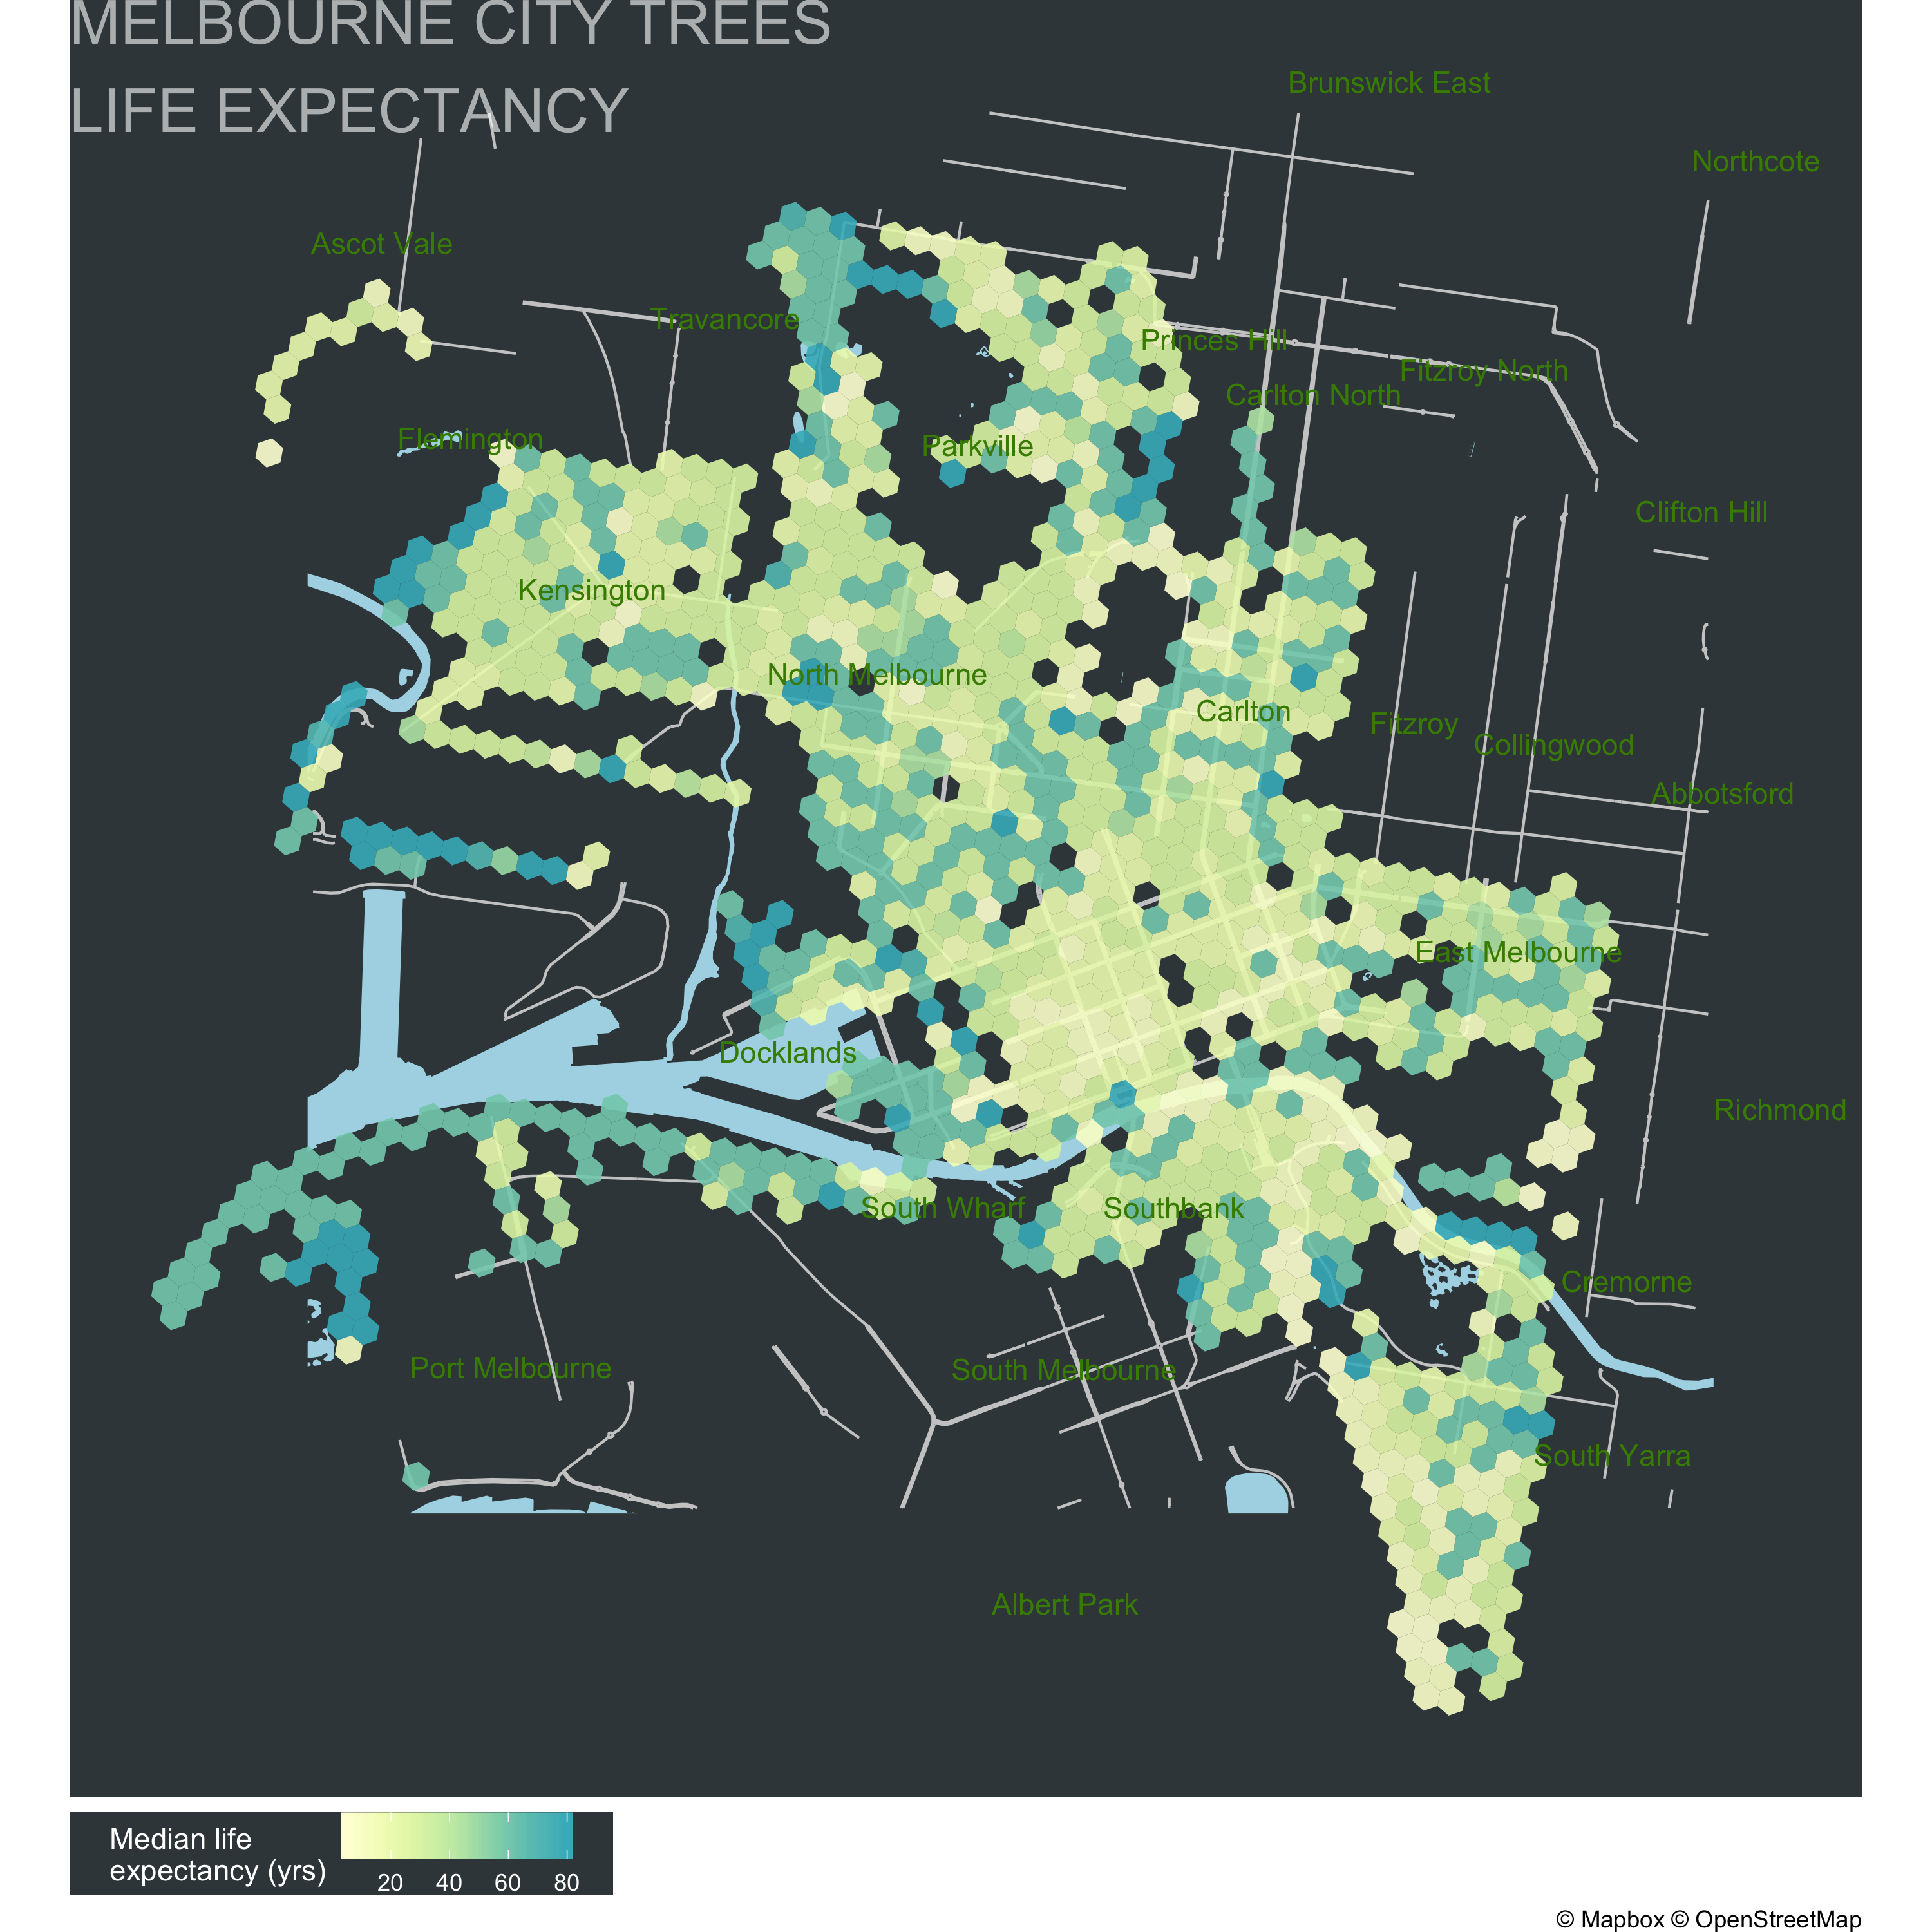 MELBOURNE CITY TREES
LIFE EXPECTANCY
Brunswick East
Northcote
Ascot Vale
Travancore
Princes Hill
Fitzroy North
Carlton North
Flemington
Parkville
Clifton Hill
Kensington
North Melbourne
Carlton
Fitzroy
Collingwood
Abbotsford
East Melbourne
Docklands
Richmond
South Wharf
Southbank
Cremorne
Port Melbourne
South Melbourne
South Yarra
Albert Park
Median life
expectancy (yrs)
20 40 60 80
© Mapbox © OpenStreetMap